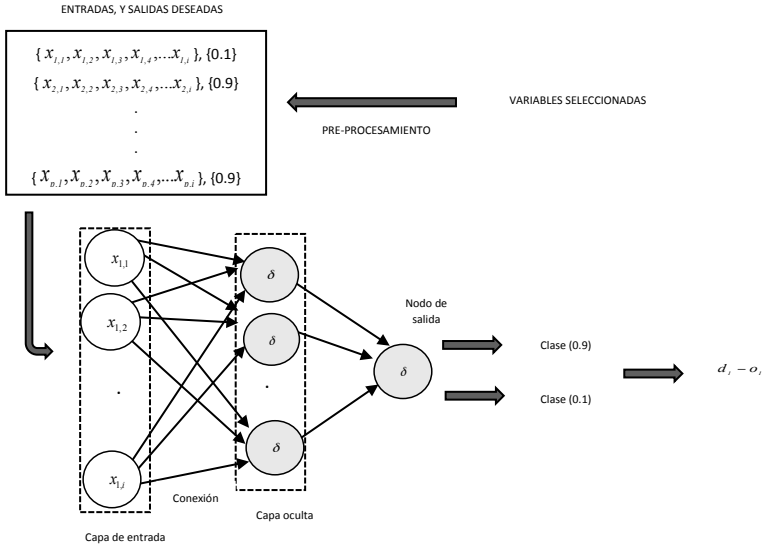 ENTRADAS, Y SALIDAS DESEADAS
{ x1,1, x1,2, x1,3, x1,4,...x1,i }, {0.1}
{ x2,1, x2,2, x2,3, x2,4,...x2,i }, {0.9}
.
.
.
{ xn.1, xn.2, xn.3, xn.4,...xn.i }, {0.9}
VARIABLES SELECCIONADAS
PRE-PROCESAMIENTO
x1,1
x1,2
.
x1,i
δ
δ
.
δ
Nodo de
salida
δ
Clase (0.9)
Clase (0.1)
di − oi
Conexión
Capa oculta
Capa de entrada